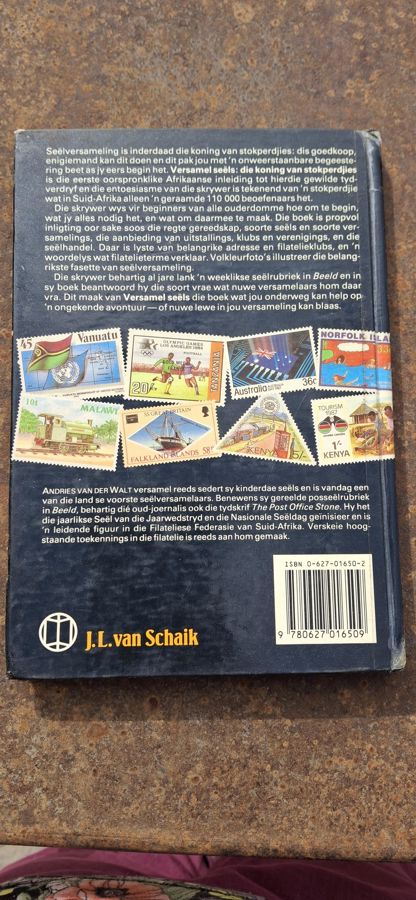 Seëlversameling is inderdaad die koning van stokperdjies: dis goedkoop,
enigiemand kan dit doen en dit pak jou met 'n onweerstaanbare begeeste-
ring beet as jy eers begin het. Versamel seëls: die koning van stokperdjies
is die eerste oorspronklike Afrikaanse inleiding tot hierdie gewilde tyd-
verdryf en die entoesiasme van die skrywer is tekenend van 'n stokperdjie
wat in Suid-Afrika alleen 'n geraamde 110 000 beoefenaars het.
Die skrywer wys vir beginners van alle ouderdomme hoe om te begin,
wat jy alles nodig het, en wat om daarmee te maak. Die boek is propvol
inligting oor sake soos die regte gereedskap, soorte seëls en soorte ver-
samelings, die aanbieding van uitstallings, klubs en verenigings, en die
seëlhandel. Daar is lyste van belangrike adresse en filatelieklubs, en 'n
woordelys wat filatelieterme verklaar. Volkleurfoto's illustreer die belang-
rikste fasette van seëlversameling.
Die skrywer behartig al jare lank 'n weeklikse seëlrubriek in Beeld en in
sy boek beantwoord hy die soort vrae wat nuwe versamelaars hom daar
vra. Dit maak van Versamel seëls die boek wat jou onderweg kan help op
'n ongekende avontuur — of nuwe lewe in jou versameling kan blaas.
45
Vanuatu
OLYMPIC GAMES
LOS ANGELES 1984
FOOTBALL
20/-
TANZANIA
Australia
36c
NORFOLK ISLA
33c
10t
MALAWI
SS GREAT BRITAIN
FALKLAND ISLANDS 58p
KENYA 5/-
TOURISM
1987
1/-
KENYA
ANDRIES VAN DER WALT versamel reeds sedert sy kinderdae seëls en is vandag een
van die land se voorste seëlversamelaars. Benewens sy gereelde posseëlrubriek
in Beeld, behartig dié oud-joernalis ook die tydskrif The Post Office Stone. Hy het
die jaarlikse Seël van die Jaarwedstryd en die Nasionale Seëldag geïnisieer en is
'n leidende figuur in die Filateliese Federasie van Suid-Afrika. Verskeie hoog-
staande toekennings in die filatelie is reeds aan hom gemaak.
ISBN 0-627-01650-2
9 780627 016509
J.L.van Schaik